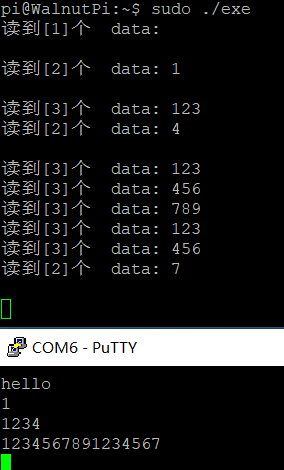 pi@WalnutPi:~$ sudo ./exe
读到[1]个  data:
读到[2]个  data: 1
读到[3]个  data: 123
读到[2]个  data: 4
读到[3]个  data: 123
读到[3]个  data: 456
读到[3]个  data: 789
读到[3]个  data: 123
读到[3]个  data: 456
读到[2]个  data: 7
COM6 - PuTTY
hello
1
1234
1234567891234567